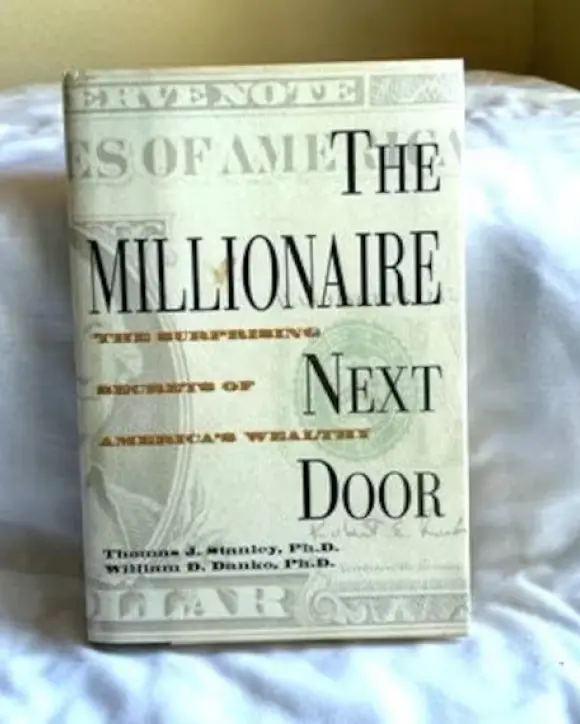 ERVE NOTE
ES OF AMERICA
THE
MILLIONAIRE
THE SURPRISING
NEXT
SECRETS OF
AMERICA'S WEALTHY
DOOR
Thomas J. Stanley, Ph.D.
William D. Danko, Ph.D.
LLAR